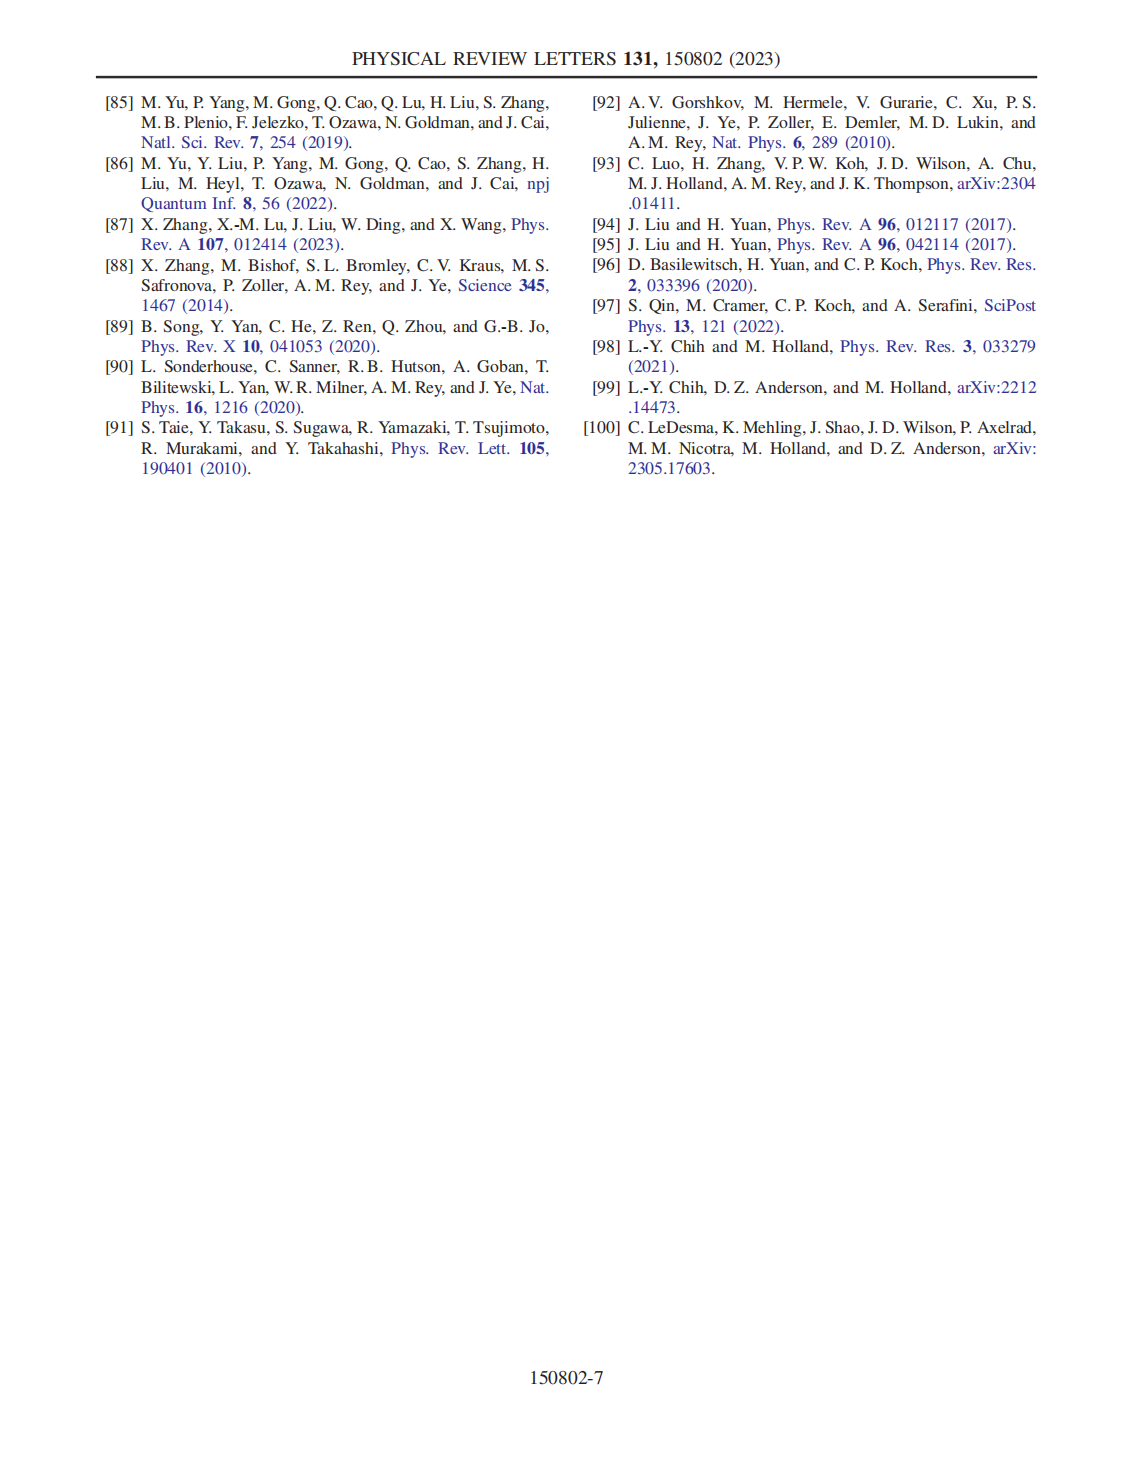 PHYSICAL REVIEW LETTERS 131, 150802 (2023)
[85] M. Yu, P. Yang, M. Gong, Q. Cao, Q. Lu, H. Liu, S. Zhang,
M. B. Plenio, F. Jelezko, T. Ozawa, N. Goldman, and J. Cai,
Natl. Sci. Rev. 7, 254 (2019).
[86] M. Yu, Y. Liu, P. Yang, M. Gong, Q. Cao, S. Zhang, H.
Liu, M. Heyl, T. Ozawa, N. Goldman, and J. Cai, npj
Quantum Inf. 8, 56 (2022).
[87] X. Zhang, X.-M. Lu, J. Liu, W. Ding, and X. Wang, Phys.
Rev. A 107, 012414 (2023).
[88] X. Zhang, M. Bishof, S. L. Bromley, C. V. Kraus, M. S.
Safronova, P. Zoller, A. M. Rey, and J. Ye, Science 345,
1467 (2014).
[89] B. Song, Y. Yan, C. He, Z. Ren, Q. Zhou, and G.-B. Jo,
Phys. Rev. X 10, 041053 (2020).
[90] L. Sonderhouse, C. Sanner, R. B. Hutson, A. Goban, T.
Bilitewski, L. Yan, W. R. Milner, A. M. Rey, and J. Ye, Nat.
Phys. 16, 1216 (2020).
[91] S. Taie, Y. Takasu, S. Sugawa, R. Yamazaki, T. Tsujimoto,
R. Murakami, and Y. Takahashi, Phys. Rev. Lett. 105,
190401 (2010).
[92] A. V. Gorshkov, M. Hermele, V. Gurarie, C. Xu, P. S.
Julienne, J. Ye, P. Zoller, E. Demler, M. D. Lukin, and
A. M. Rey, Nat. Phys. 6, 289 (2010).
[93] C. Luo, H. Zhang, V. P. W. Koh, J. D. Wilson, A. Chu,
M. J. Holland, A. M. Rey, and J. K. Thompson, arXiv:2304
.01411.
[94] J. Liu and H. Yuan, Phys. Rev. A 96, 012117 (2017).
[95] J. Liu and H. Yuan, Phys. Rev. A 96, 042114 (2017).
[96] D. Basilewitsch, H. Yuan, and C. P. Koch, Phys. Rev. Res.
2, 033396 (2020).
[97] S. Qin, M. Cramer, C. P. Koch, and A. Serafini, SciPost
Phys. 13, 121 (2022).
[98] L.-Y. Chih and M. Holland, Phys. Rev. Res. 3, 033279
(2021).
[99] L.-Y. Chih, D. Z. Anderson, and M. Holland, arXiv:2212
.14473.
[100] C. LeDesma, K. Mehling, J. Shao, J. D. Wilson, P. Axelrad,
M. M. Nicotra, M. Holland, and D. Z. Anderson, arXiv:
2305.17603.
150802-7